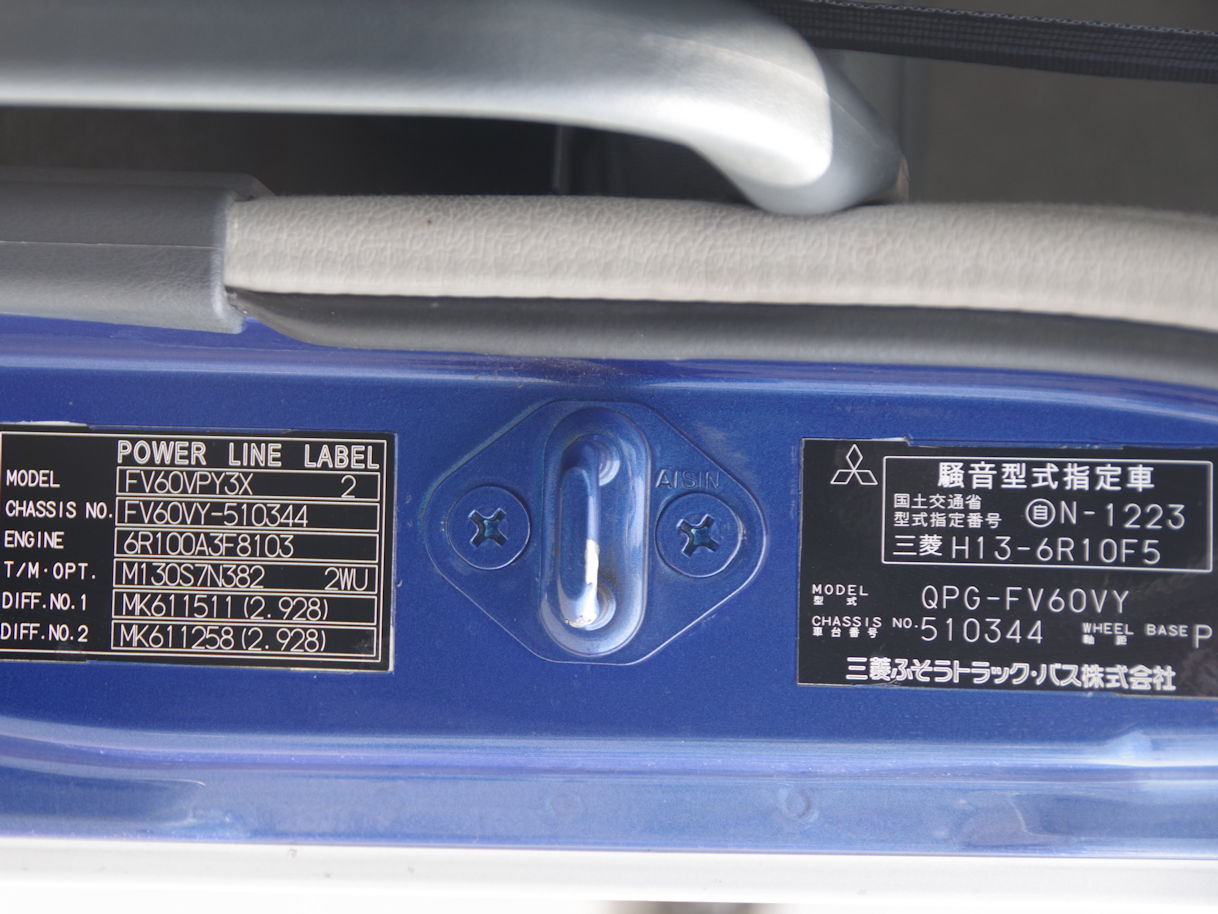 POWER LINE LABEL
MODEL FV60VPY3X 2
CHASSIS NO. FV60VY-510344
ENGINE 6R100A3F8103
T/M·OPT. M130S7N382 2WU
DIFF.NO.1 MK611511(2.928)
DIFF.NO.2 MK611258(2.928)
AISIN
騒音型式指定車
国土交通省
型式指定番号 自N-1223
三菱 H13-6R10F5
MODEL QPG-FV60VY
型式
CHASSIS NO. 510344 WHEEL BASE P
車台番号 軸距
三菱ふそうトラック・バス株式会社